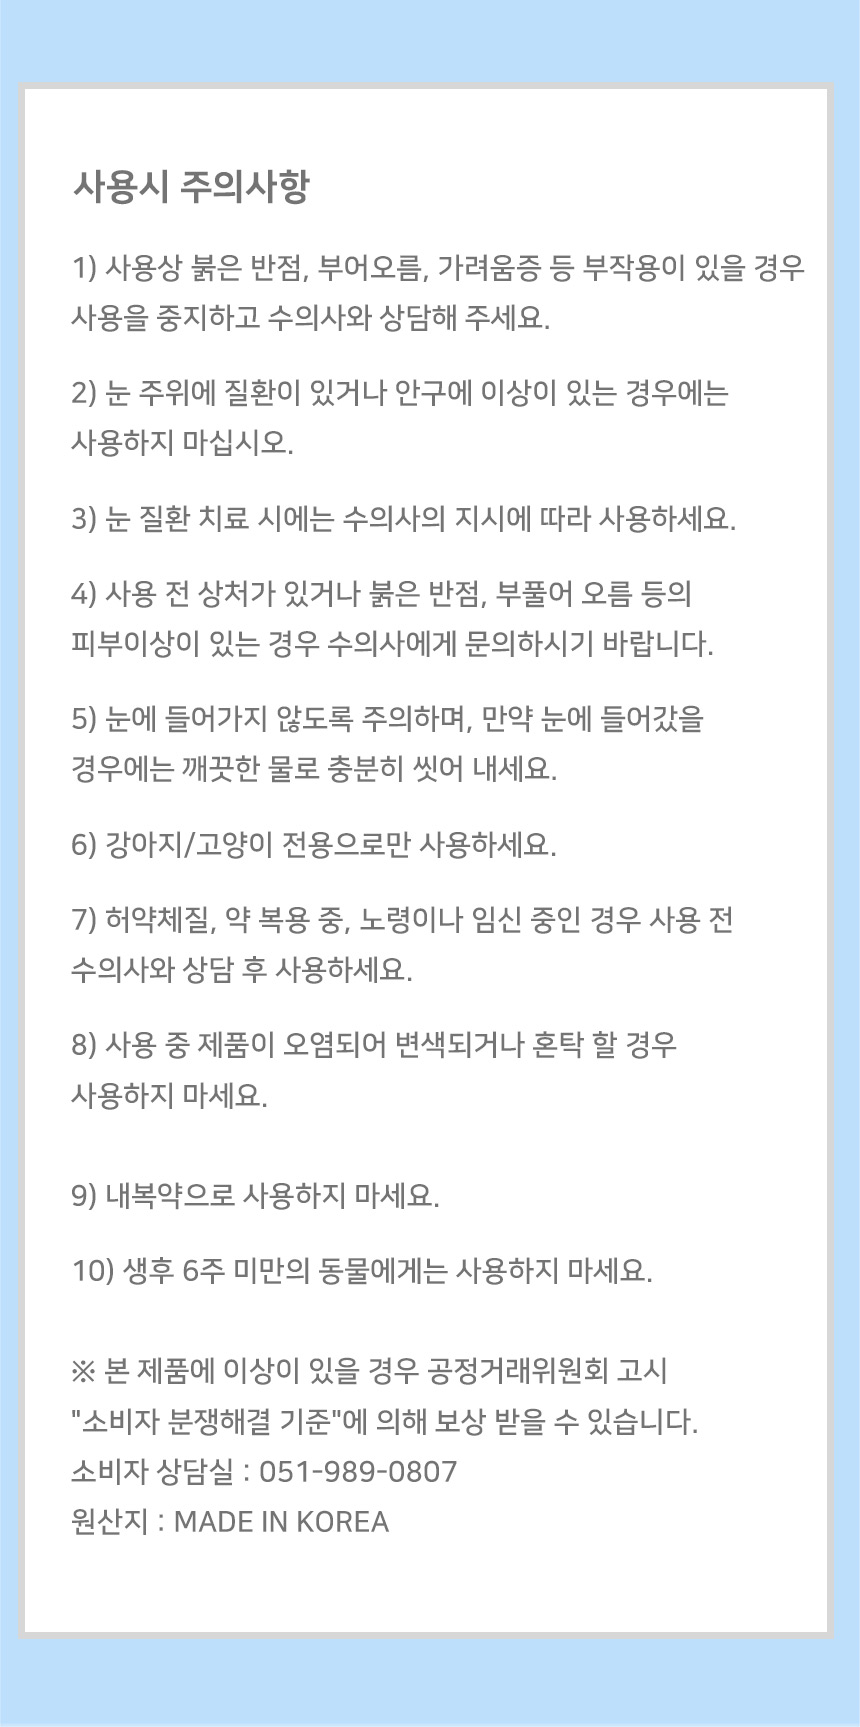 사용시 주의사항
1) 사용상 붉은 반점, 부어오름, 가려움증 등 부작용이 있을 경우
사용을 중지하고 수의사와 상담해 주세요.
2) 눈 주위에 질환이 있거나 안구에 이상이 있는 경우에는
사용하지 마십시오.
3) 눈 질환 치료 시에는 수의사의 지시에 따라 사용하세요.
4) 사용 전 상처가 있거나 붉은 반점, 부풀어 오름 등의
피부이상이 있는 경우 수의사에게 문의하시기 바랍니다.
5) 눈에 들어가지 않도록 주의하며, 만약 눈에 들어갔을
경우에는 깨끗한 물로 충분히 씻어 내세요.
6) 강아지/고양이 전용으로만 사용하세요.
7) 허약체질, 약 복용 중, 노령이나 임신 중인 경우 사용 전
수의사와 상담 후 사용하세요.
8) 사용 중 제품이 오염되어 변색되거나 혼탁 할 경우
사용하지 마세요.
9) 내복약으로 사용하지 마세요.
10) 생후 6주 미만의 동물에게는 사용하지 마세요.
※ 본 제품에 이상이 있을 경우 공정거래위원회 고시
"소비자 분쟁해결 기준"에 의해 보상 받을 수 있습니다.
소비자 상담실 : 051-989-0807
원산지 : MADE IN KOREA